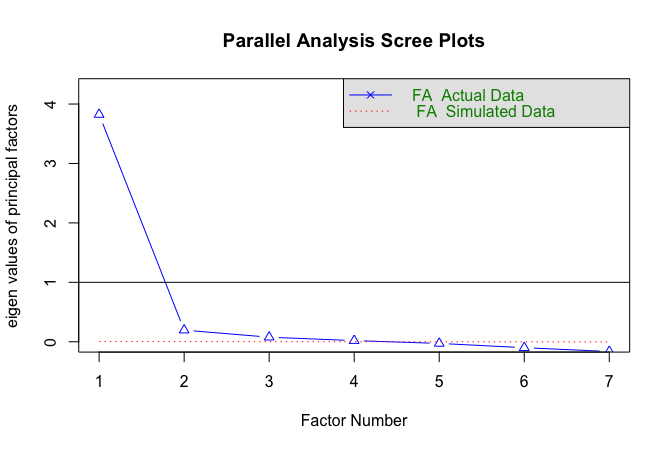 Parallel Analysis Scree Plots
eigen values of principal factors
4
3
2
1
0
FA Actual Data
FA Simulated Data
1 2 3 4 5 6 7
Factor Number